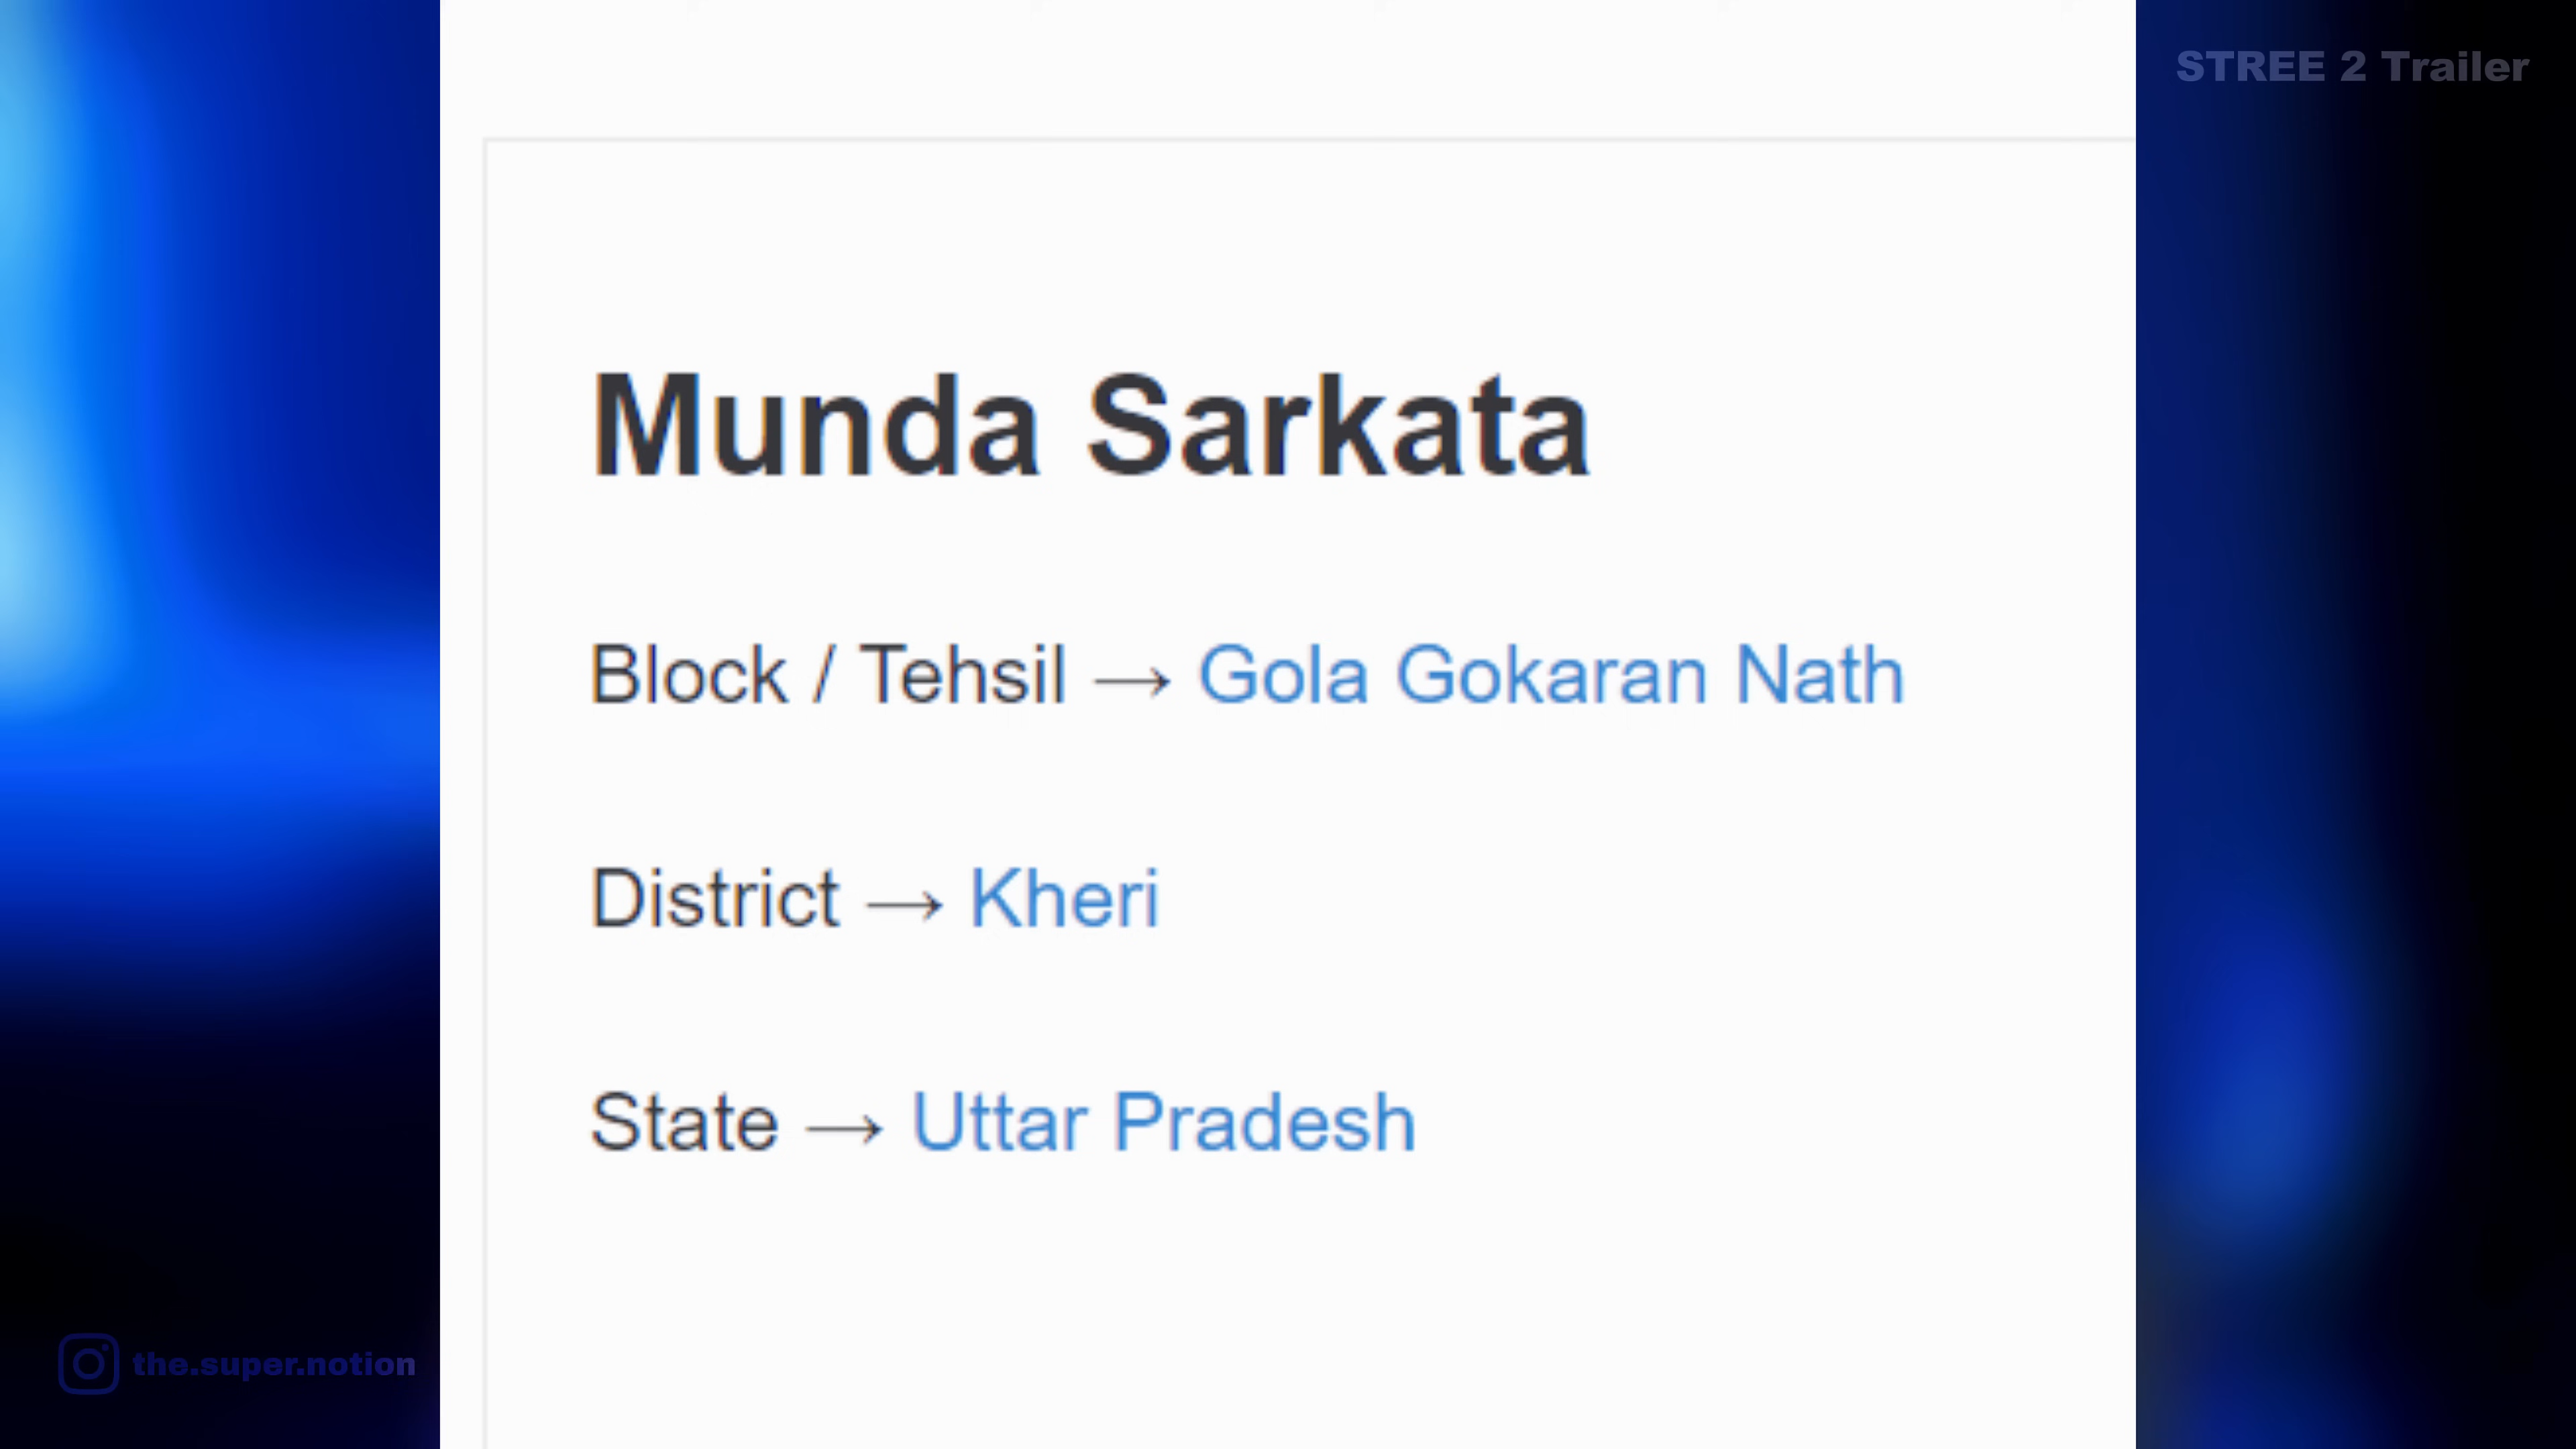 STREE 2 Trailer
Munda Sarkata
Block / Tehsil → Gola Gokaran Nath
District → Kheri
State → Uttar Pradesh
the.super.notion